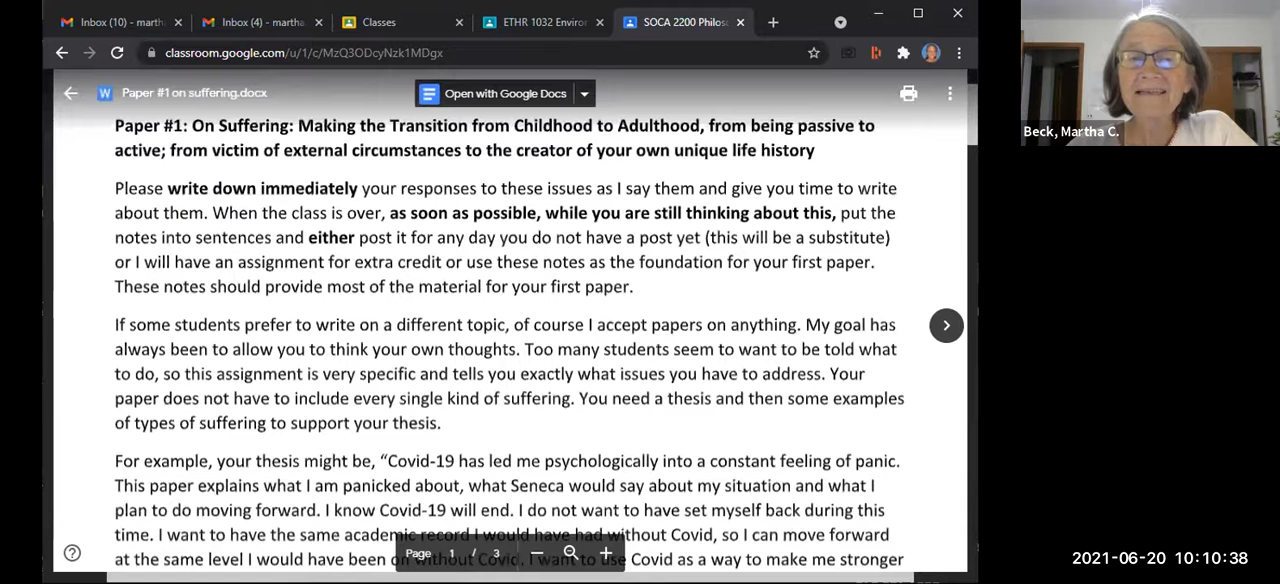 Inbox (10) - marth
Inbox (4) - martha
Classes
ETHR 1032 Enviro
SOCA 2200 Philos
classroom.google.com/u/1/c/MzQ3ODcyNzk1MDgx
W Paper #1 on suffering.docx
Open with Google Docs
Paper #1: On Suffering: Making the Transition from Childhood to Adulthood, from being passive to
active; from victim of external circumstances to the creator of your own unique life history
Please write down immediately your responses to these issues as I say them and give you time to write
about them. When the class is over, as soon as possible, while you are still thinking about this, put the
notes into sentences and either post it for any day you do not have a post yet (this will be a substitute)
or I will have an assignment for extra credit or use these notes as the foundation for your first paper.
These notes should provide most of the material for your first paper.
If some students prefer to write on a different topic, of course I accept papers on anything. My goal has
always been to allow you to think your own thoughts. Too many students seem to want to be told what
to do, so this assignment is very specific and tells you exactly what issues you have to address. Your
paper does not have to include every single kind of suffering. You need a thesis and then some examples
of types of suffering to support your thesis.
For example, your thesis might be, “Covid-19 has led me psychologically into a constant feeling of panic.
This paper explains what I am panicked about, what Seneca would say about my situation and what I
plan to do moving forward. I know Covid-19 will end. I do not want to have set myself back during this
time. I want to have the same academic record I would have had without Covid, so I can move forward
at the same level I would have been on without Covid. I want to use Covid as a way to make me stronger
Page 1 / 3
Beck, Martha C.
2021-06-20 10:10:38